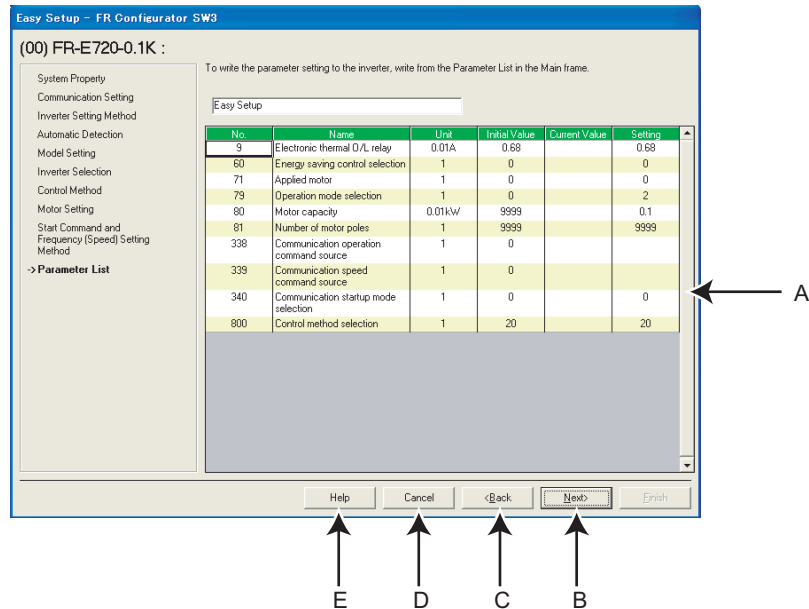 Easy Setup - FR Configurator SW3
(00) FR-E720-0.1K :
System Property
Communication Setting
Inverter Setting Method
Automatic Detection
Model Setting
Inverter Selection
Control Method
Motor Setting
Start Command and
Frequency (Speed) Setting
Method
->Parameter List
To write the parameter setting to the inverter, write from the Parameter List in the Main frame.
Easy Setup
No. Name Unit Initial Value Current Value Setting
9 Electronic thermal O/L relay 0.01A 0.68 0.68
60 Energy saving control selection 1 0 0
71 Applied motor 1 0 0
79 Operation mode selection 1 0 2
80 Motor capacity 0.01kW 9999 0.1
81 Number of motor poles 1 9999 9999
338 Communication operation 1 0
command source
339 Communication speed 1 0
command source
340 Communication startup mode 1 0 0
selection
800 Control method selection 1 20 20
A
Help Cancel <Back Next> Finish
E D C B